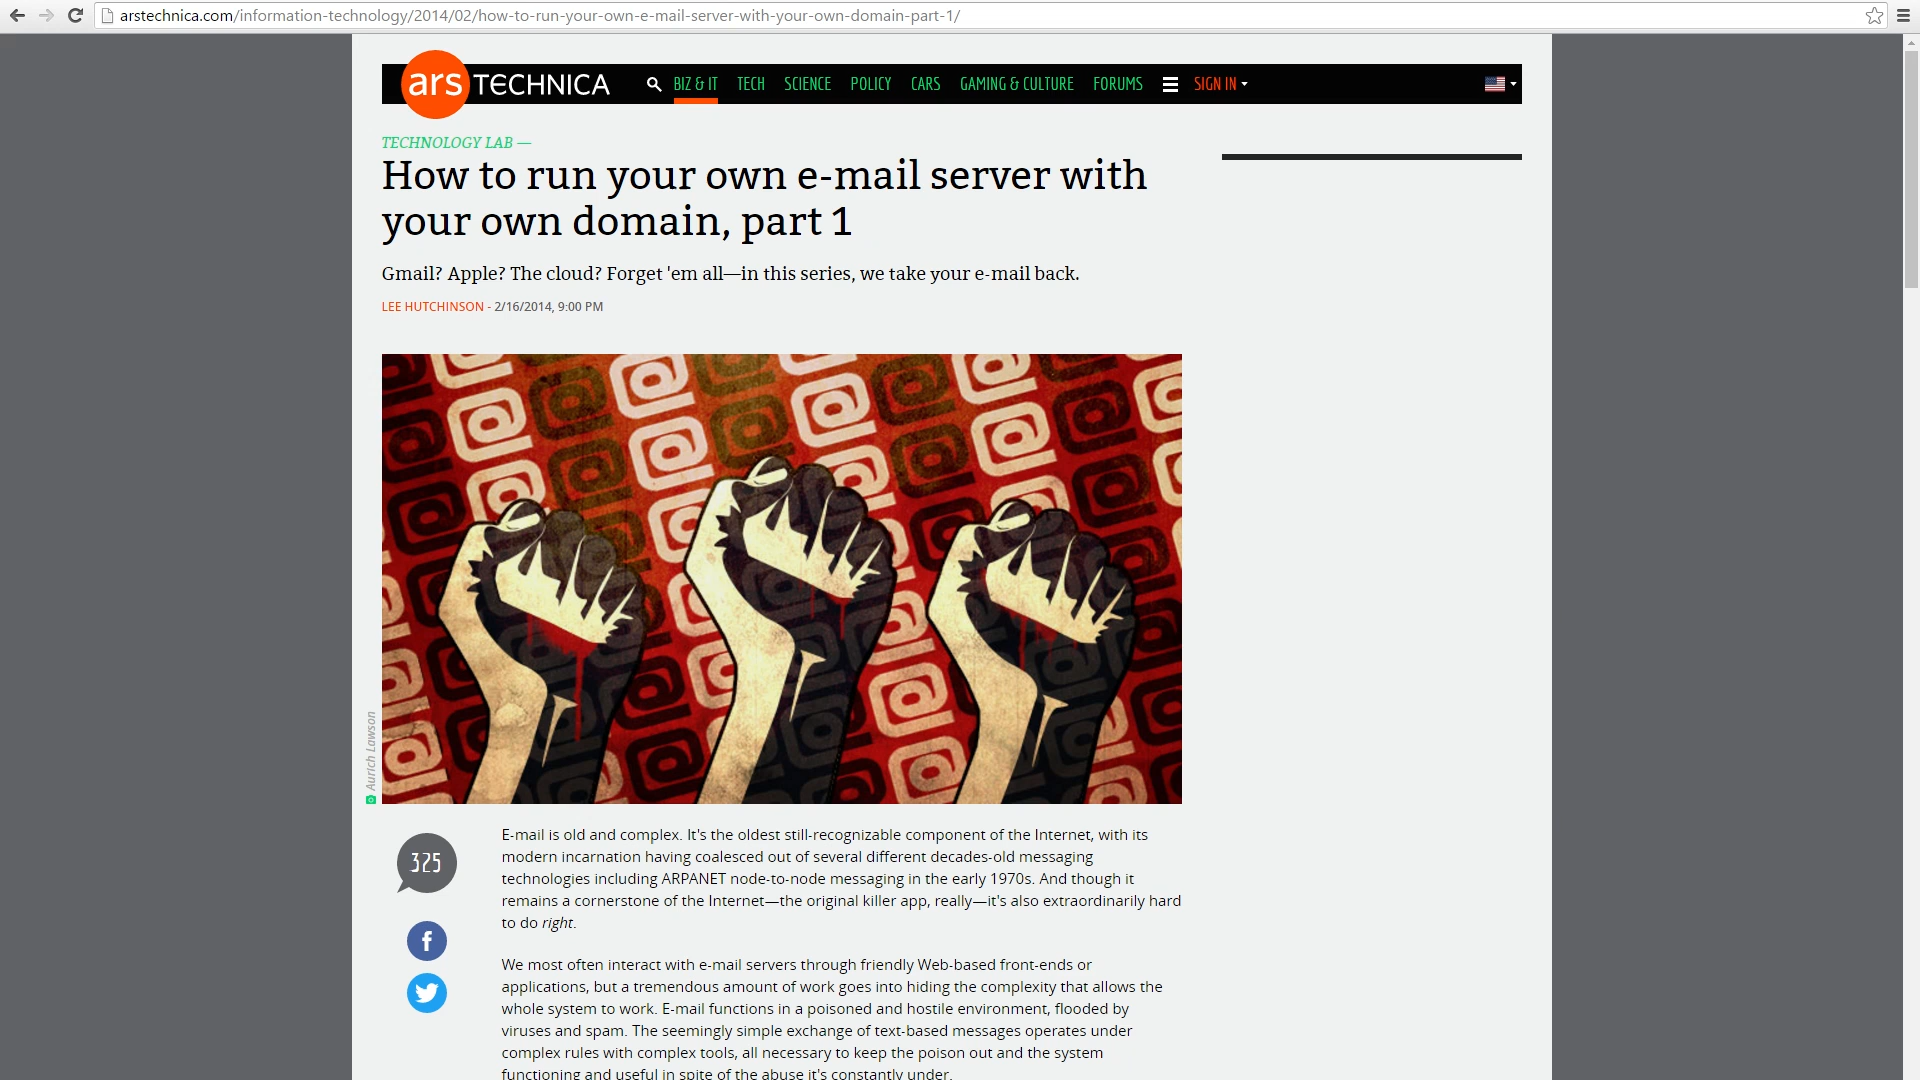 arstechnica.com/information-technology/2014/02/how-to-run-your-own-e-mail-server-with-your-own-domain-part-1/
ars TECHNICA BIZ & IT TECH SCIENCE POLICY CARS GAMING & CULTURE FORUMS SIGN IN
TECHNOLOGY LAB —
How to run your own e-mail server with
your own domain, part 1
Gmail? Apple? The cloud? Forget 'em all—in this series, we take your e-mail back.
LEE HUTCHINSON - 2/16/2014, 9:00 PM
Aurich Lawson
325
E-mail is old and complex. It's the oldest still-recognizable component of the Internet, with its
modern incarnation having coalesced out of several different decades-old messaging
technologies including ARPANET node-to-node messaging in the early 1970s. And though it
remains a cornerstone of the Internet—the original killer app, really—it's also extraordinarily hard
to do right.
We most often interact with e-mail servers through friendly Web-based front-ends or
applications, but a tremendous amount of work goes into hiding the complexity that allows the
whole system to work. E-mail functions in a poisoned and hostile environment, flooded by
viruses and spam. The seemingly simple exchange of text-based messages operates under
complex rules with complex tools, all necessary to keep the poison out and the system
functioning and useful in spite of the abuse it's constantly under.